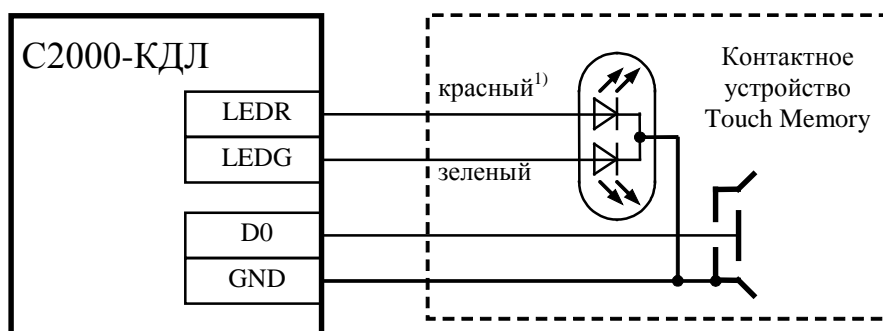 С2000-КДЛ
Контактное
устройство
Touch Memory
красный1)
LEDR
LEDG
зеленый
D0
GND